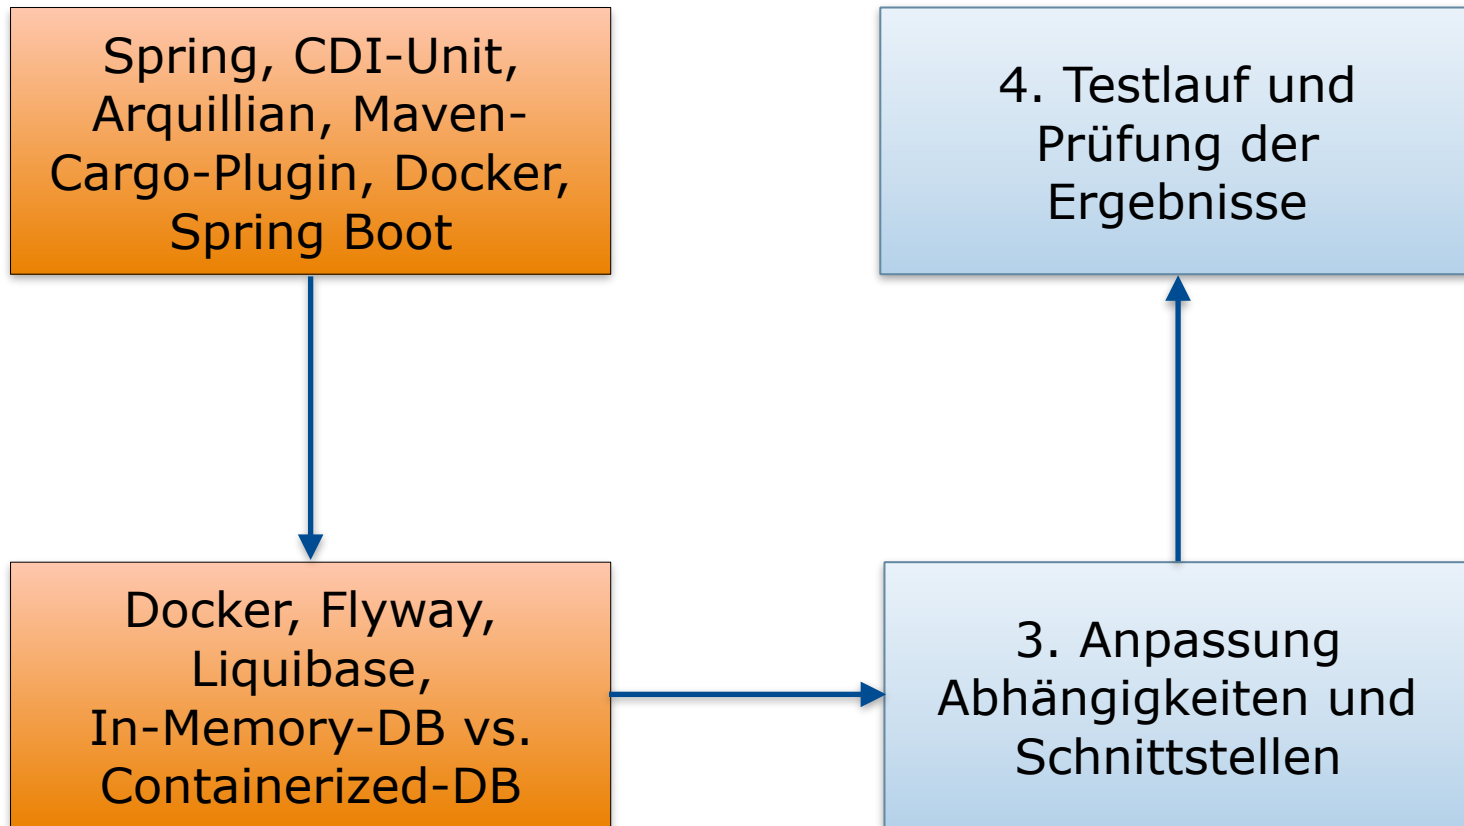 Spring, CDI-Unit,
Arquillian, Maven-
Cargo-Plugin, Docker,
Spring Boot
Docker, Flyway,
Liquibase,
In-Memory-DB vs.
Containerized-DB
3. Anpassung
Abhängigkeiten und
Schnittstellen
4. Testlauf und
Prüfung der
Ergebnisse